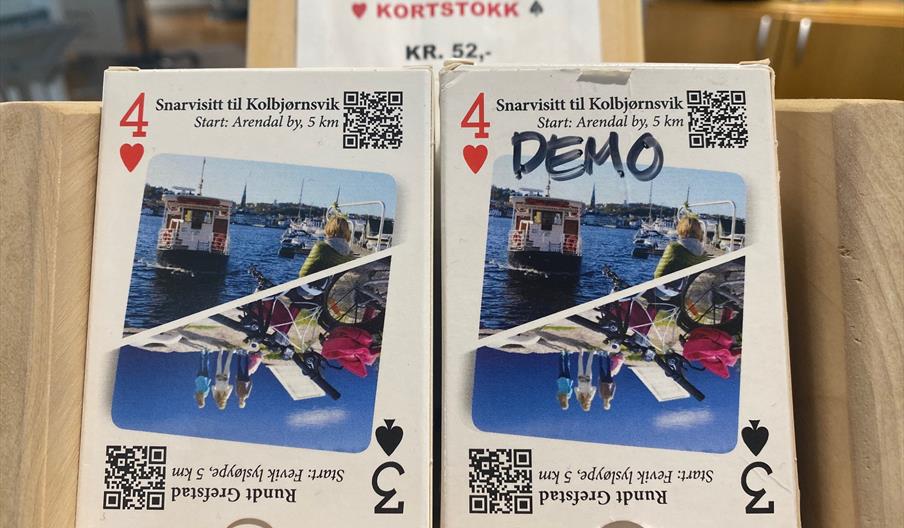 ♥ KORTSTOKK ♠
KR. 52,-
4
Snarvisitt til Kolbjørnsvik
Start: Arendal by, 5 km
3
Rundt Grefstad
Start: Fevik lysløype, 5 km
4
Snarvisitt til Kolbjørnsvik
Start: Arendal by, 5 km
DEMO
3
Rundt Grefstad
Start: Fevik lysløype, 5 km